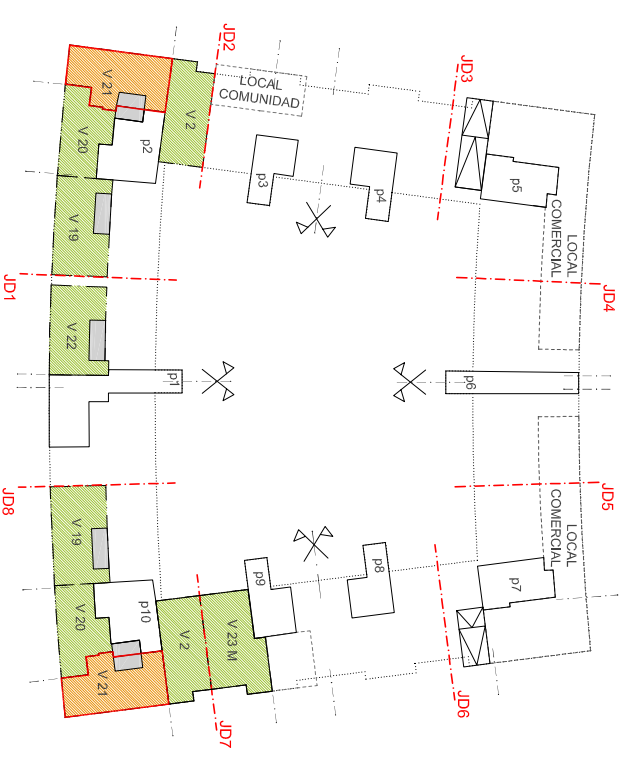 JD2
JD3
LOCAL
COMUNIDAD
V 21
V 2
p2
V 20
p3
p4
p5
LOCAL
COMERCIAL
V 19
JD1
JD4
V 22
p1
p6
JD8
JD5
LOCAL
COMERCIAL
V 19
p9
p8
p7
V 20
p10
V 2
V 23 M
V 21
JD7
JD6